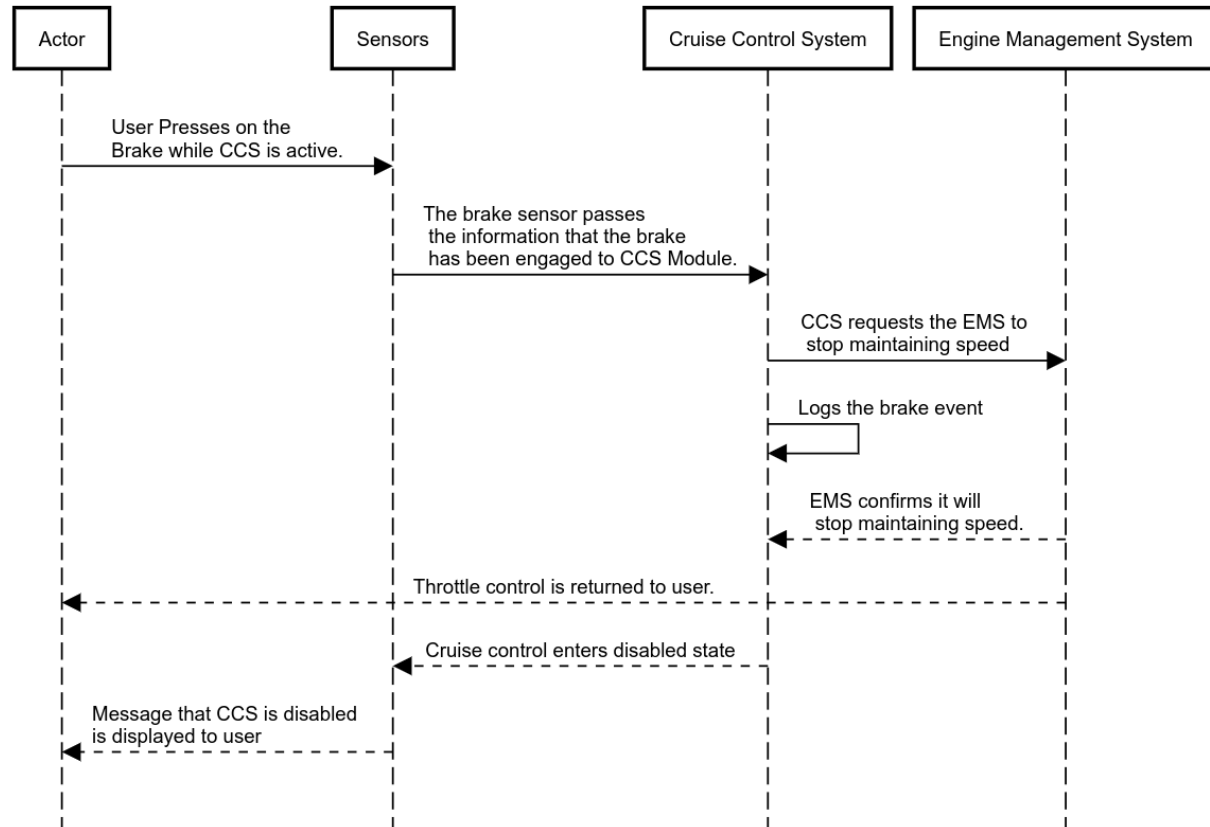 Actor
Sensors
Cruise Control System
Engine Management System
User Presses on the
Brake while CCS is active.
The brake sensor passes
the information that the brake
has been engaged to CCS Module.
CCS requests the EMS to
stop maintaining speed
Logs the brake event
EMS confirms it will
stop maintaining speed.
Throttle control is returned to user.
Cruise control enters disabled state
Message that CCS is disabled
is displayed to user